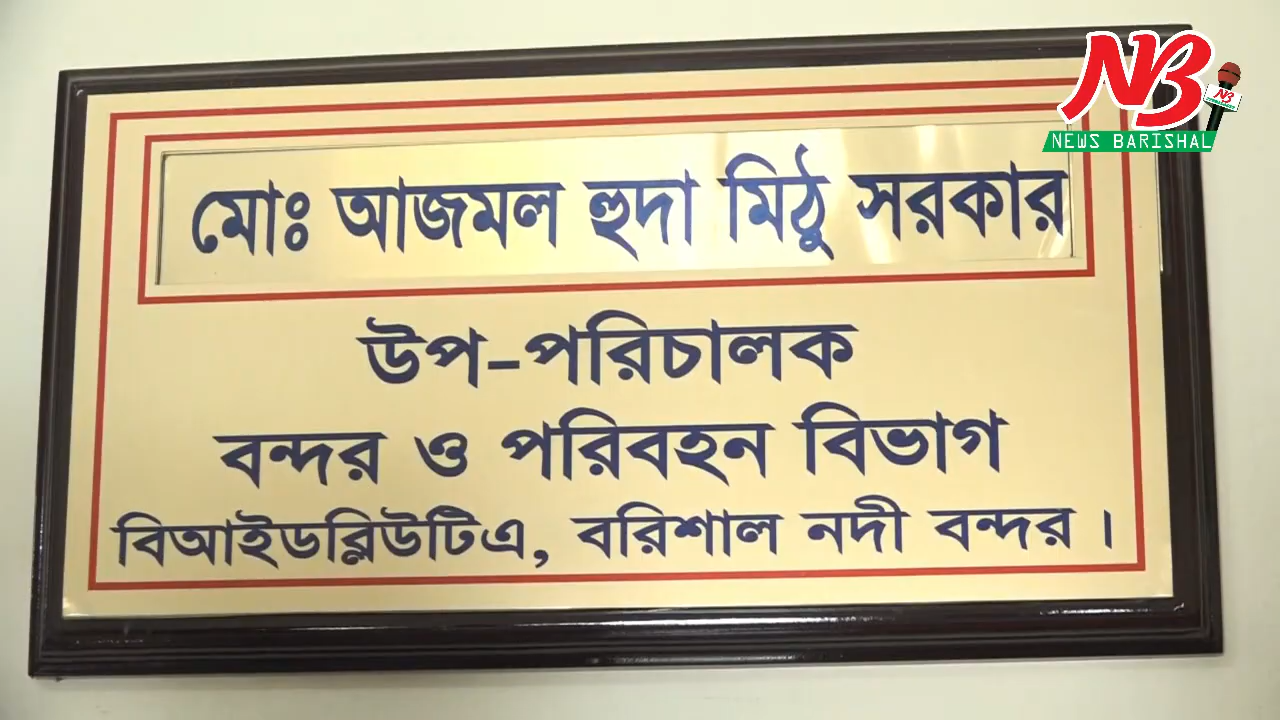 NB
NEWS BARISHAL
মোঃ আজমল হুদা মিঠু সরকার
উপ-পরিচালক
বন্দর ও পরিবহন বিভাগ
বিআইডব্লিউটিএ, বরিশাল নদী বন্দর।